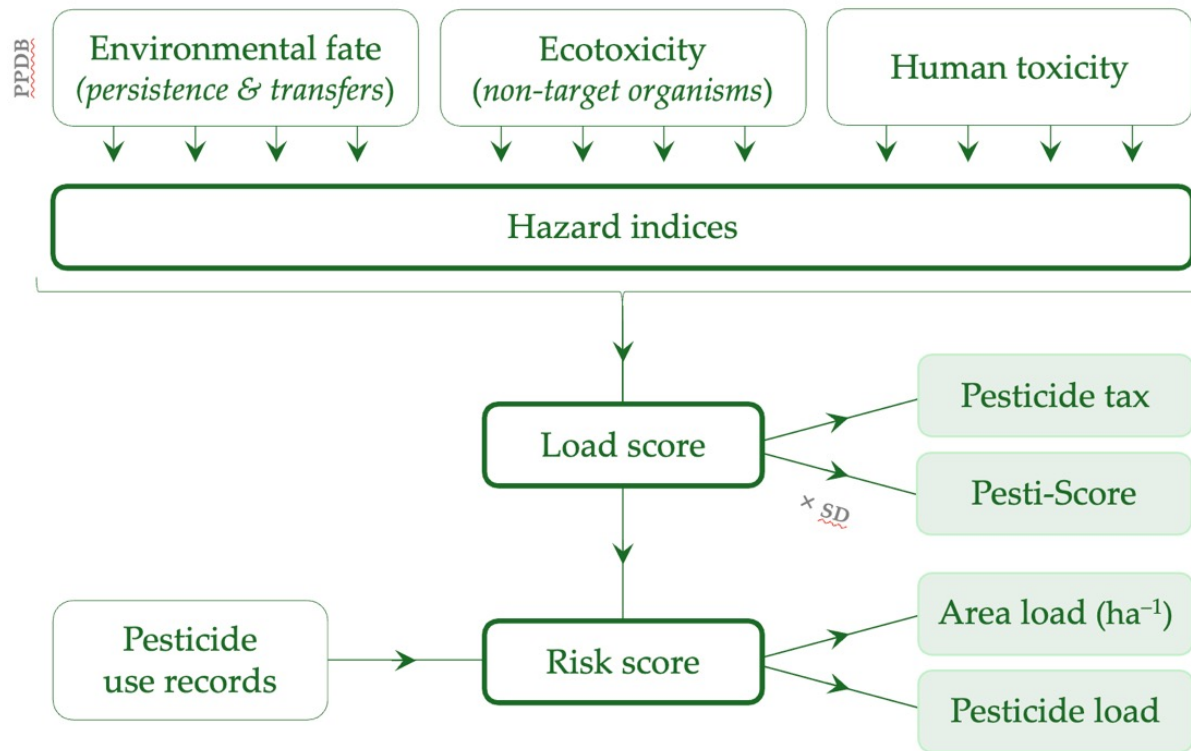 PPDB
Environmental fate
(persistence & transfers)
Ecotoxicity
(non-target organisms)
Human toxicity
Hazard indices
Load score
Pesticide tax
Pesti-Score
× SD
Pesticide
use records
Risk score
Area load (ha⁻¹)
Pesticide load